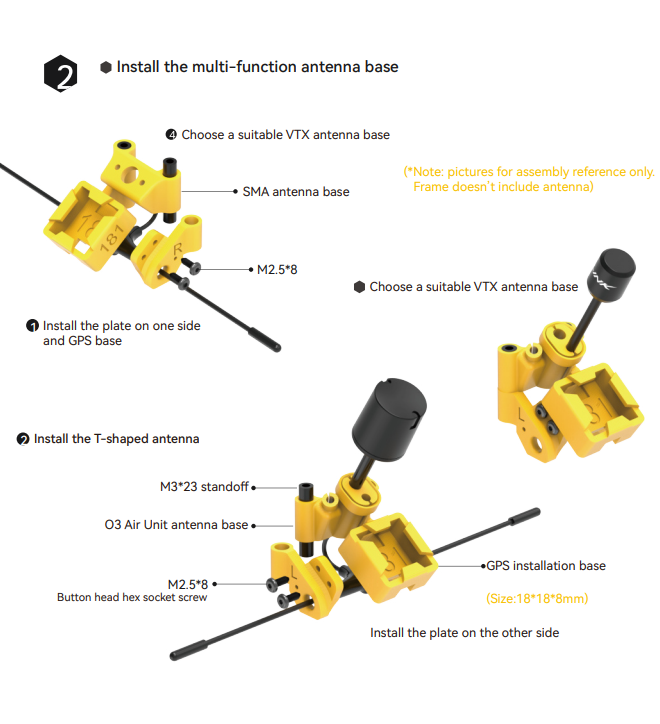 2
Install the multi-function antenna base
4 Choose a suitable VTX antenna base
(*Note: pictures for assembly reference only.
Frame doesn't include antenna)
SMA antenna base
181
R
M2.5*8
Choose a suitable VTX antenna base
1 Install the plate on one side
and GPS base
L
2 Install the T-shaped antenna
M3*23 standoff
O3 Air Unit antenna base
GPS installation base
L
M2.5*8
Button head hex socket screw
(Size:18*18*8mm)
Install the plate on the other side